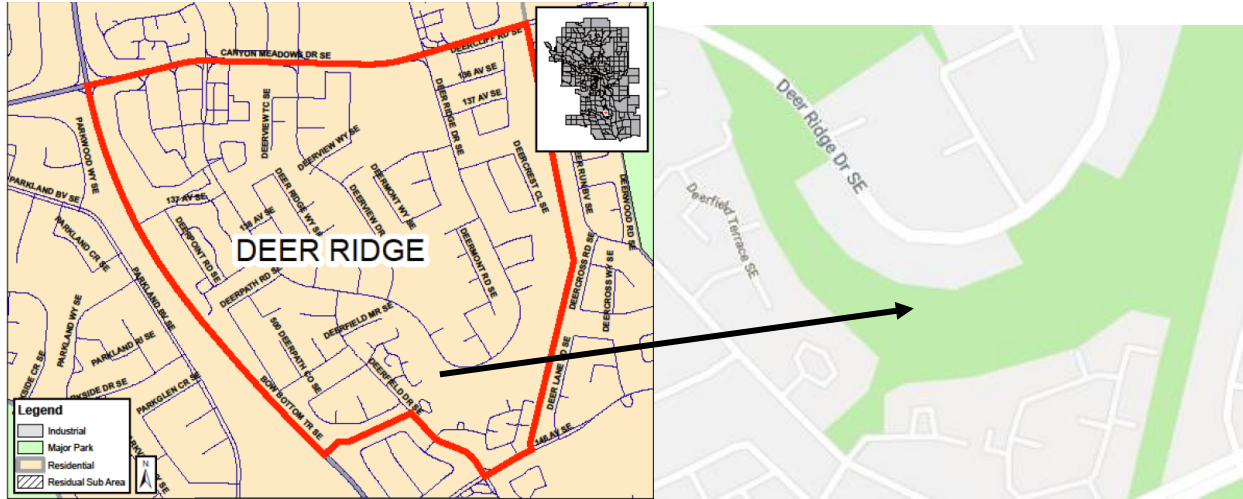 CANYON MEADOWS DR SE
DEERCLIFF RD SE
136 AV SE
137 AV SE
DEER RIDGE DR SE
DEERVIEW TC SE
DEERVIEW WY SE
PARKWOOD WY SE
DEERCREST CL SE
DEERWOOD RD SE
DEERMONT WY SE
DEER RIDGE WY SE
DEERVIEW DR
PARKLAND BV SE
137 AV SE
138 AV SE
DEERPOINT RD SE
DEER RIDGE
PARKLAND CR SE
DEERMONT RD SE
DEERCROSS RD SE
DEERCROSS WY SE
DEERPATH RD SE
PARKLAND BV SE
PARKLAND WY SE
DEERFIELD MR SE
PARKLAND RI SE
500 DEERPATH CO SE
DEERFIELD DR SE
PARKSIDE DR SE
PARKGLEN CR SE
BOW BOTTOM TR SE
146 AV SE
Legend
Industrial
Major Park
Residential
Residual Sub Area
N
Deer Ridge Dr SE
Deerfield Terrace SE